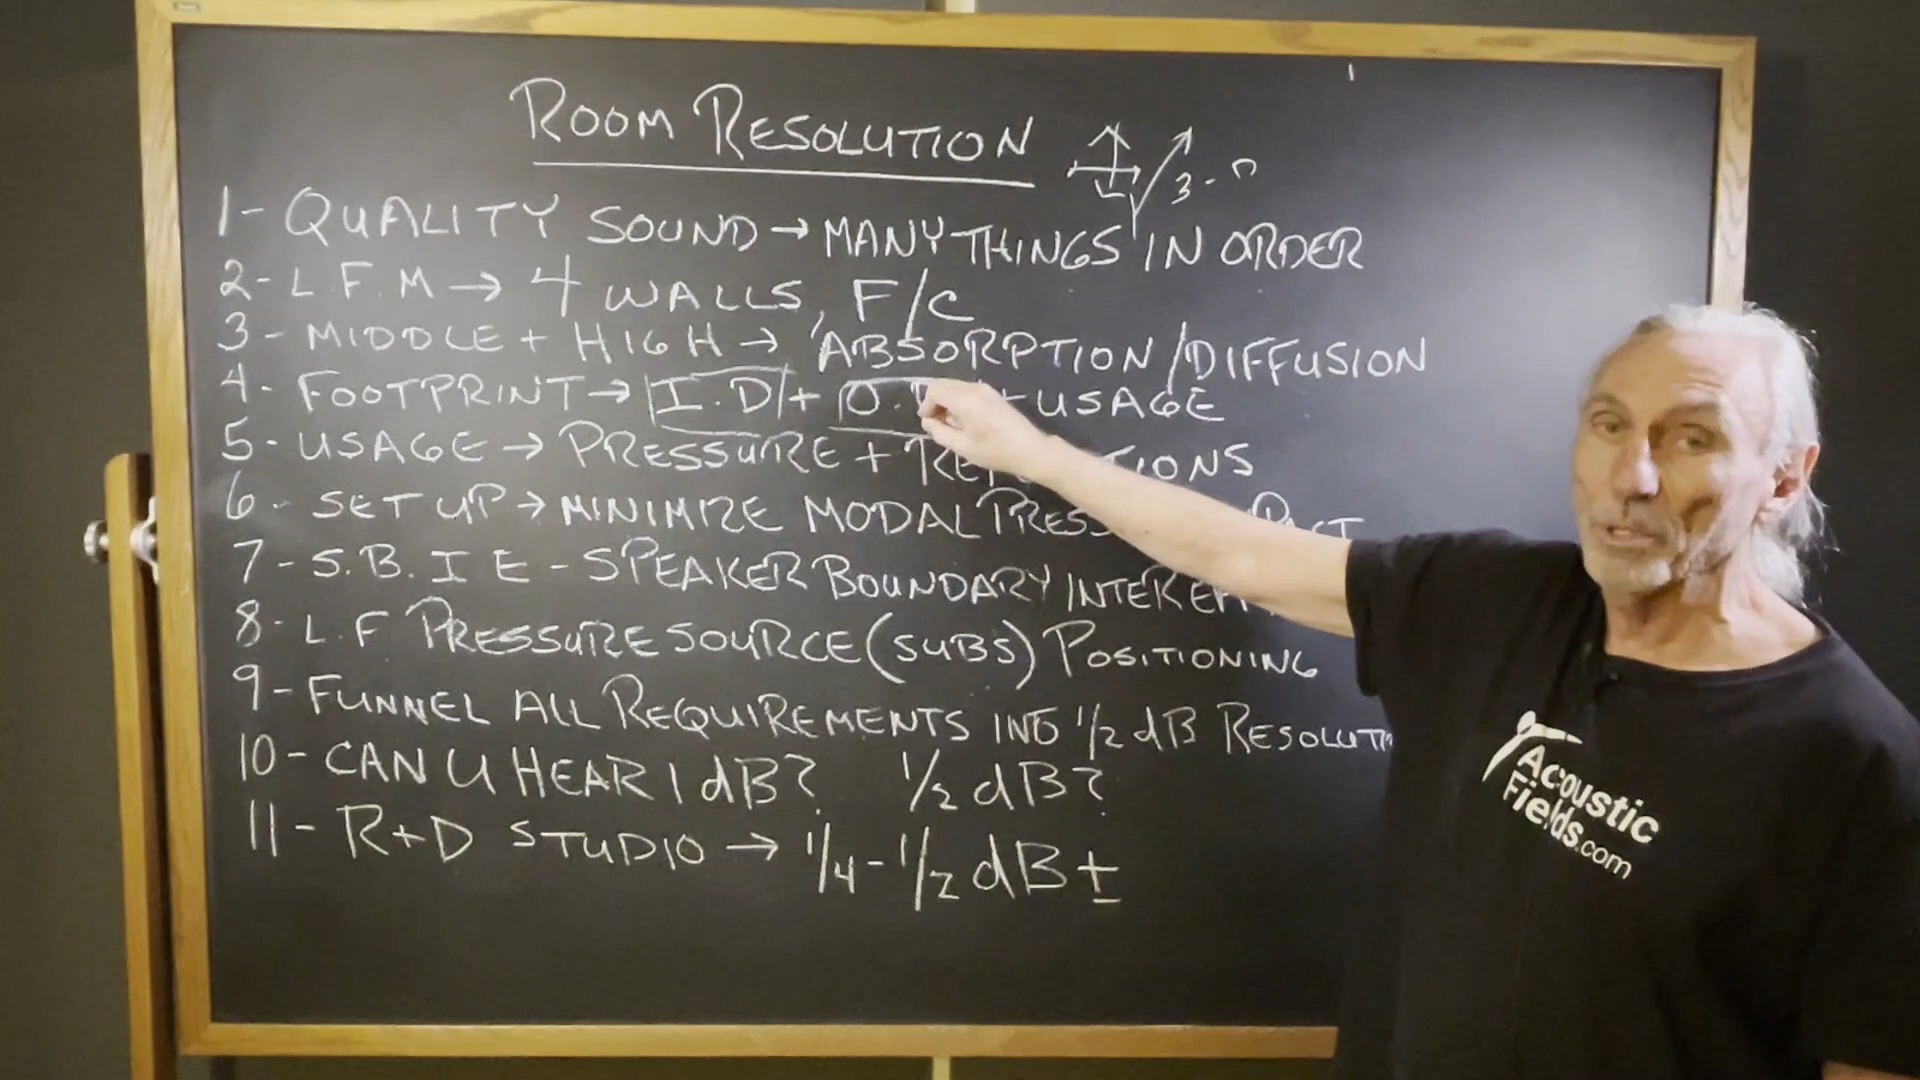 ROOM RESOLUTION
3-D
1- QUALITY SOUND → MANY THINGS IN ORDER
2- L.F.M → 4 WALLS, F/C
3- MIDDLE + HIGH → ABSORPTION/DIFFUSION
4- FOOTPRINT → I.D + O. + USAGE
5- USAGE → PRESSURE +
6- SET UP → MINIMIZE MODAL
7- S.B.I E - SPEAKER BOUNDARY
8- L.F PRESSURE SOURCE (SUBS) POSITIONING
9- FUNNEL ALL REQUIREMENTS INTO 1/2 dB
10- CAN U HEAR 1 dB? 1/2 dB?
11- R+D STUDIO → 1/4-1/2 dB ±
Acoustic
Fields.com